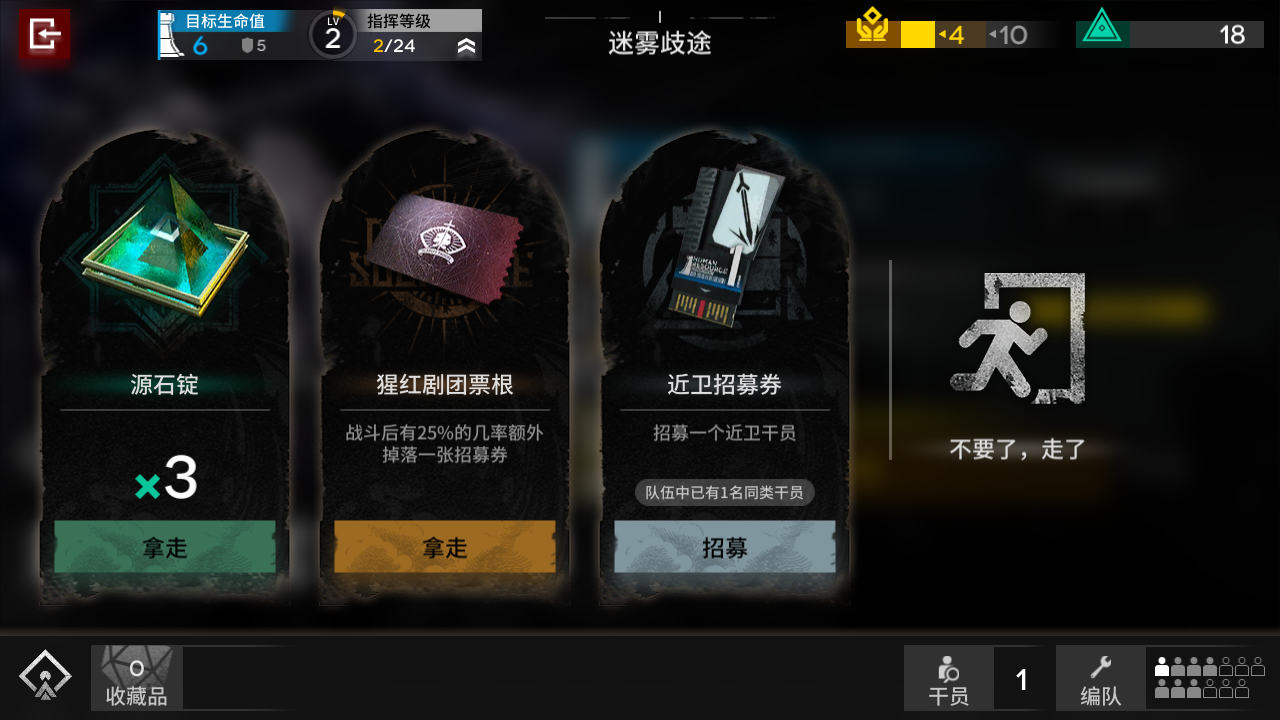 目标生命值
6
5
LV
2
指挥等级
2/24
迷雾歧途
4
10
18
源石锭
×3
拿走
猩红剧团票根
战斗后有25%的几率额外
掉落一张招募券
拿走
HUMAN
RESOURCE
近卫招募券
招募一个近卫干员
队伍中已有1名同类干员
招募
不要了，走了
0
收藏品
干员
1
编队